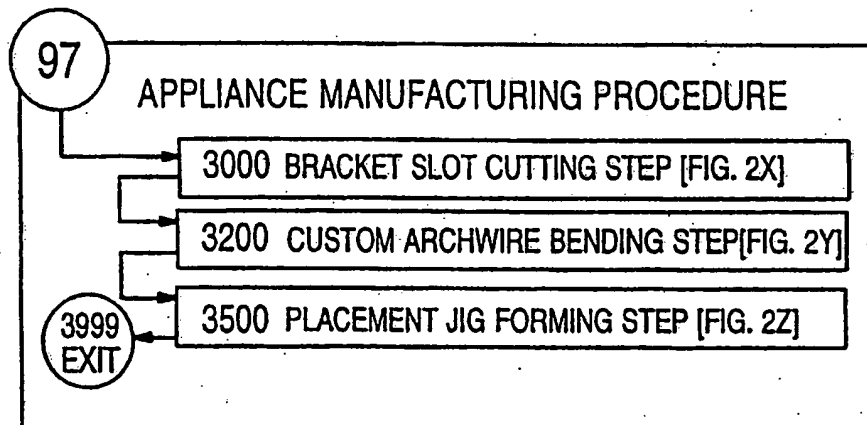 97
APPLIANCE MANUFACTURING PROCEDURE
3000 BRACKET SLOT CUTTING STEP [FIG. 2X]
3200 CUSTOM ARCHWIRE BENDING STEP[FIG. 2Y]
3500 PLACEMENT JIG FORMING STEP [FIG. 2Z]
3999
EXIT